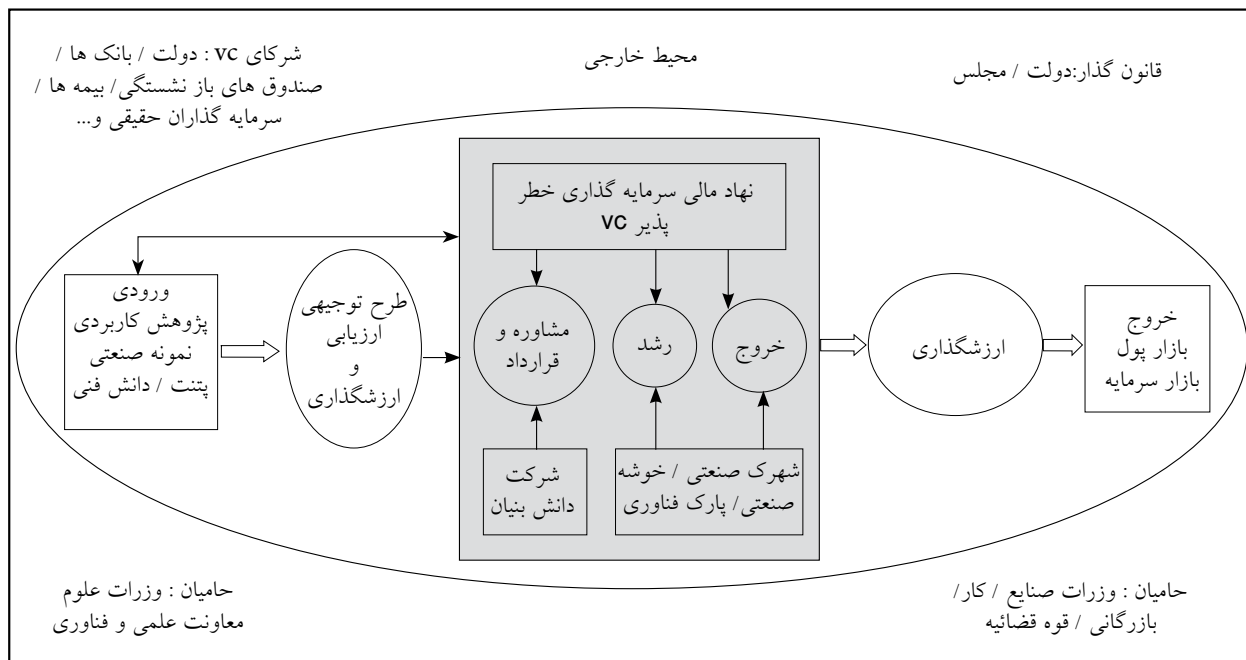 شرکای vc : دولت / بانک ها /
صندوق های باز نشستگی/ بیمه ها /
سرمایه گذاران حقیقی و...
محیط خارجی
قانون گذار:دولت / مجلس
نهاد مالی سرمایه گذاری خطر
پذیر vc
ورودی
پژوهش کاربردی
نمونه صنعتی
پتنت / دانش فنی
طرح توجیهی
ارزیابی
و
ارزشگذاری
مشاوره و
قرارداد
رشد
خروج
ارزشگذاری
خروج
بازار پول
بازار سرمایه
شرکت
دانش بنیان
شهرک صنعتی / خوشه
صنعتی/ پارک فناوری
حامیان : وزرات علوم
معاونت علمی و فناوری
حامیان : وزرات صنایع / کار/
بازرگانی / قوه قضائیه